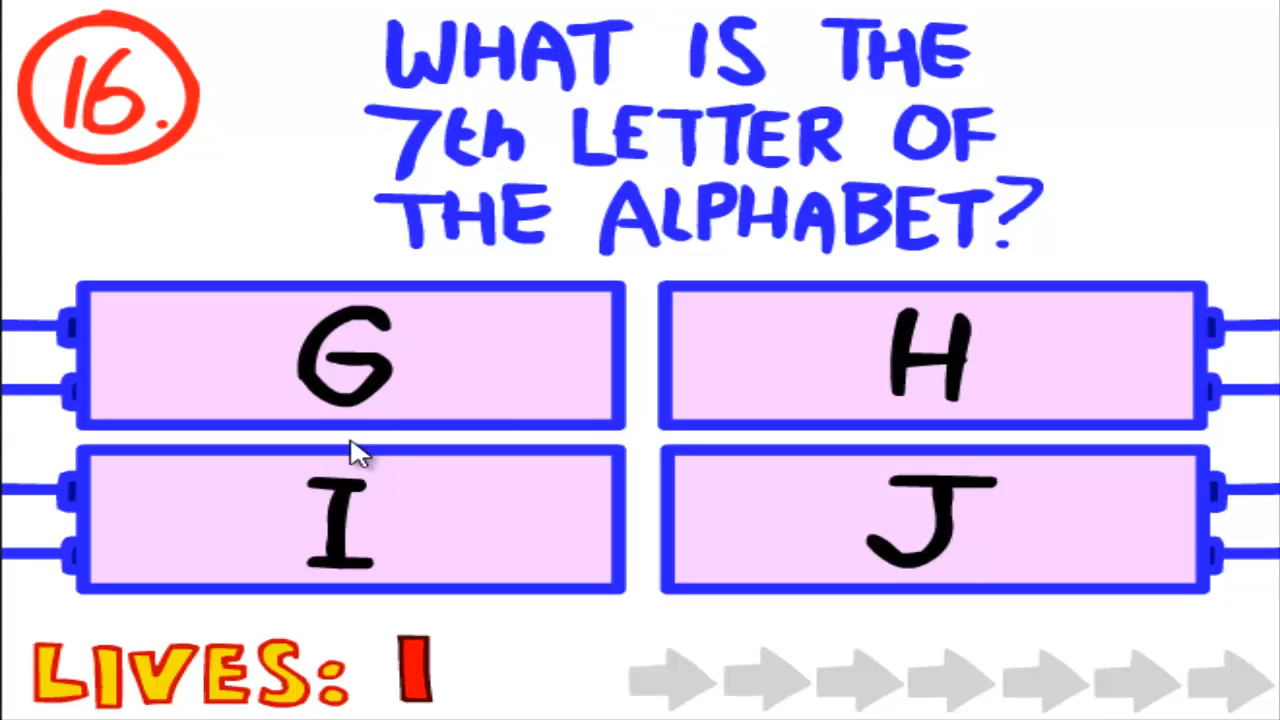 16.
WHAT IS THE
7th LETTER OF
THE ALPHABET?
G
H
I
J
LIVES: 1